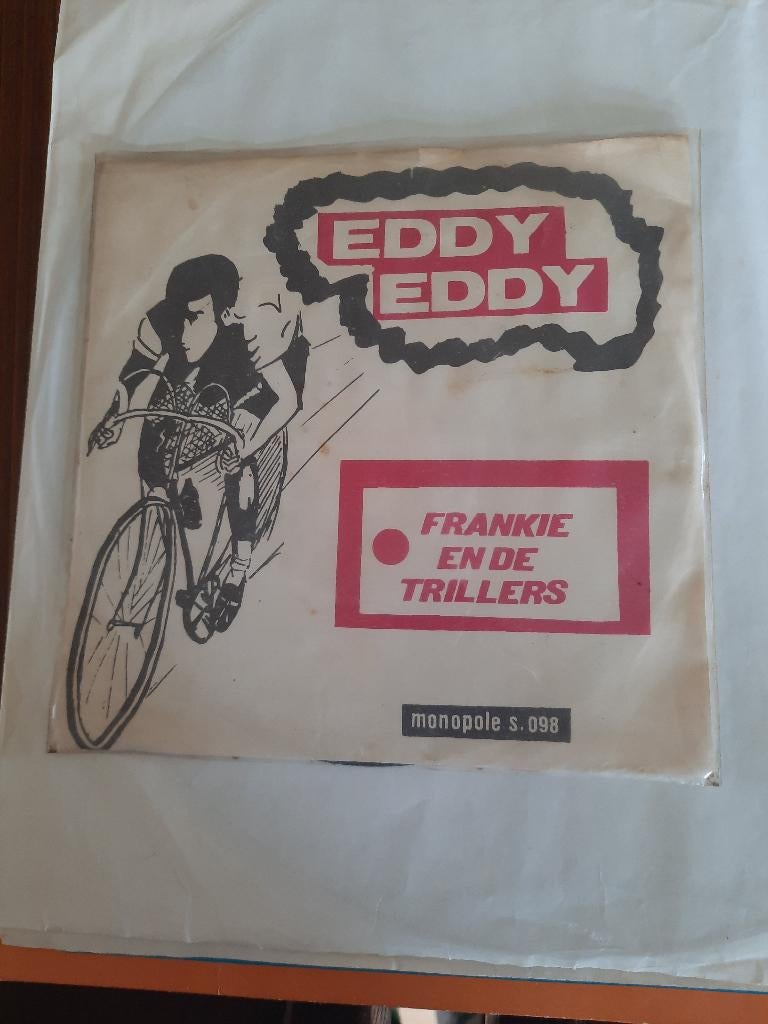 EDDY
EDDY
FRANKIE
EN DE
TRILLERS
monopole s. 098